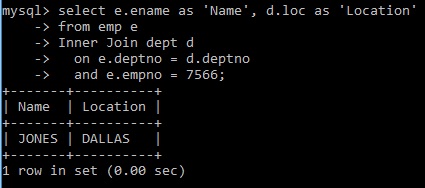 mysql> select e.ename as 'Name', d.loc as 'Location'
    -> from emp e
    -> Inner Join dept d
    ->   on e.deptno = d.deptno
    ->   and e.empno = 7566;
+-------+----------+
| Name  | Location |
+-------+----------+
| JONES | DALLAS   |
+-------+----------+
1 row in set (0.00 sec)